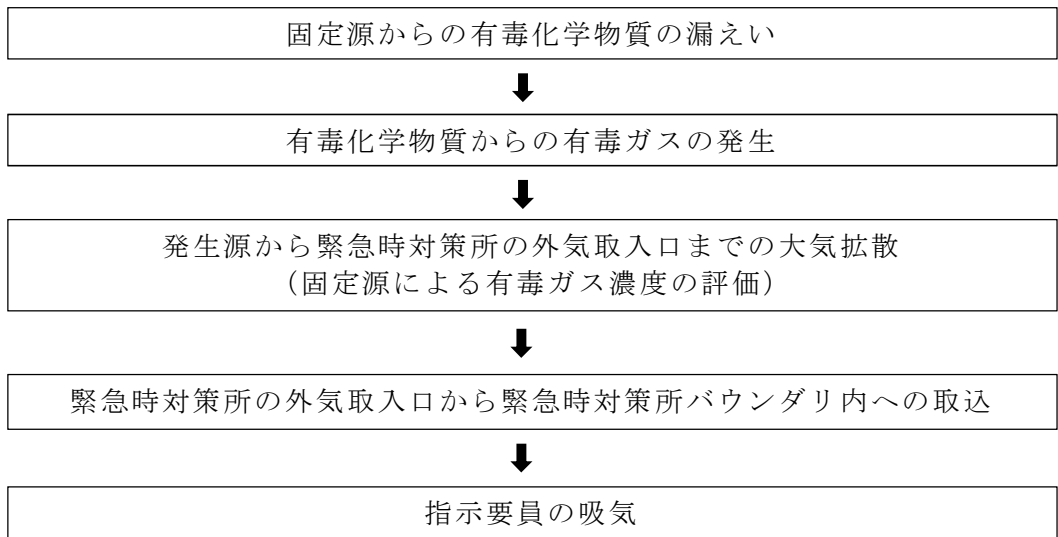 固定源からの有毒化学物質の漏えい
有毒化学物質からの有毒ガスの発生
発生源から緊急時対策所の外気取入口までの大気拡散
(固定源による有毒ガス濃度の評価)
緊急時対策所の外気取入口から緊急時対策所バウンダリ内への取込
指示要員の吸気